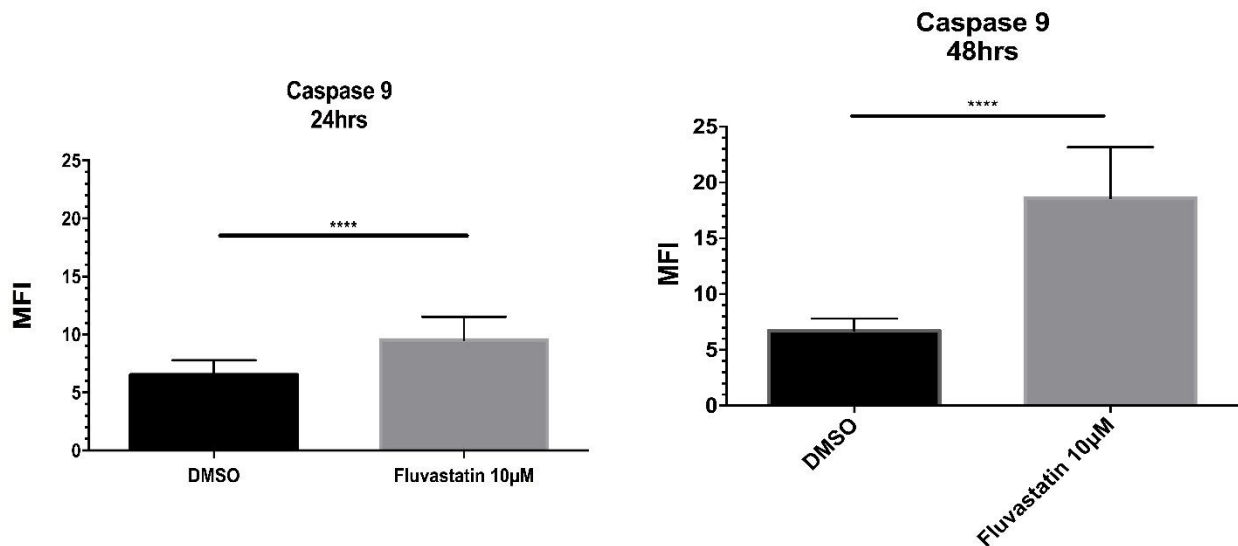 Caspase 9
24hrs
MFI
25
20
15
10
5
0
****
DMSO
Fluvastatin 10µM
Caspase 9
48hrs
MFI
25
20
15
10
5
0
****
DMSO
Fluvastatin 10µM